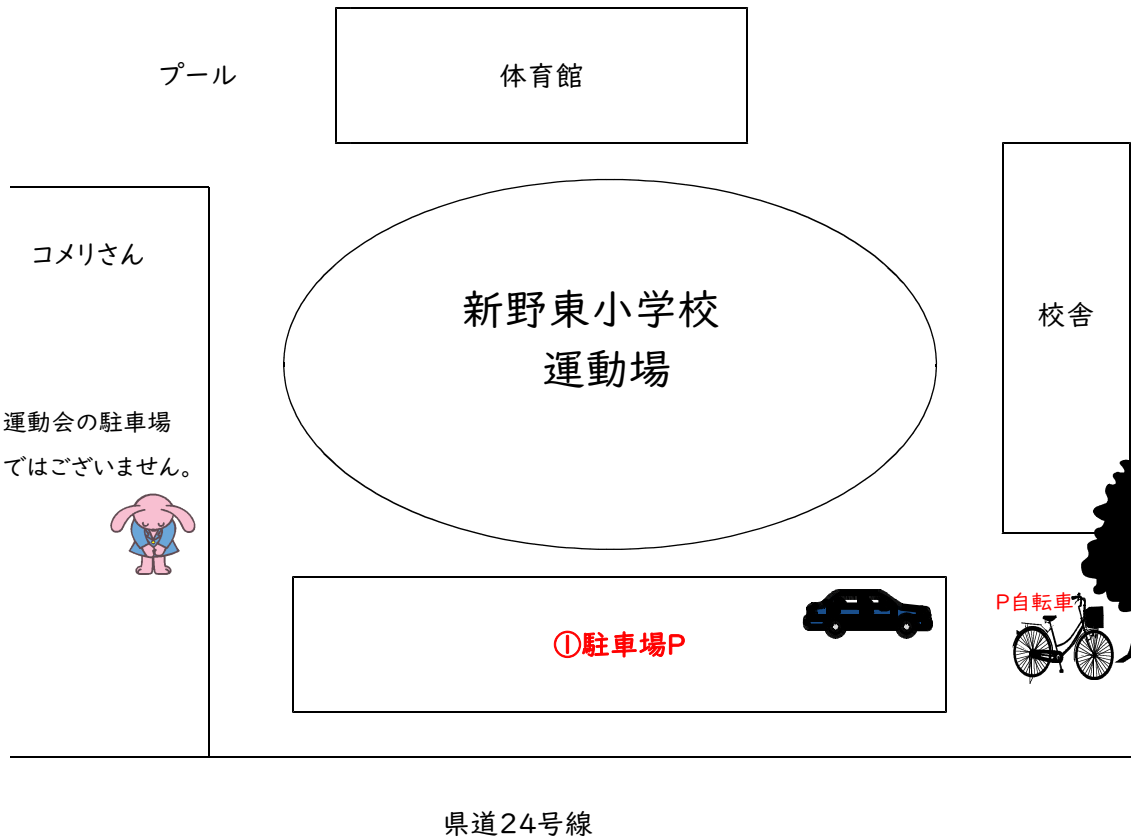 プール
体育館
コメリさん
新野東小学校
運動場
校舎
運動会の駐車場
ではございません。
P自転車
①駐車場P
県道24号線